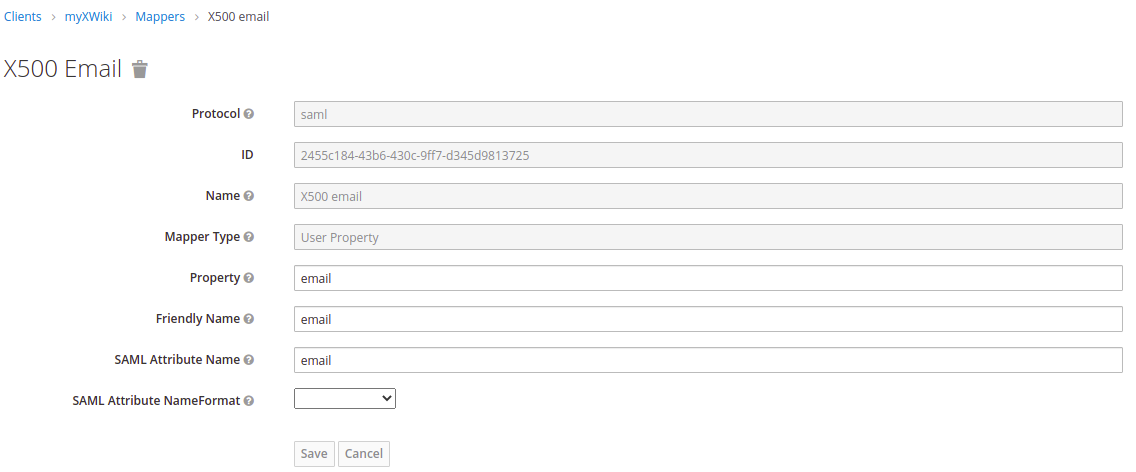 Clients › myXWiki › Mappers › X500 email
X500 Email
Protocol saml
ID 2455c184-43b6-430c-9ff7-d345d9813725
Name X500 email
Mapper Type User Property
Property email
Friendly Name email
SAML Attribute Name email
SAML Attribute NameFormat
Save Cancel